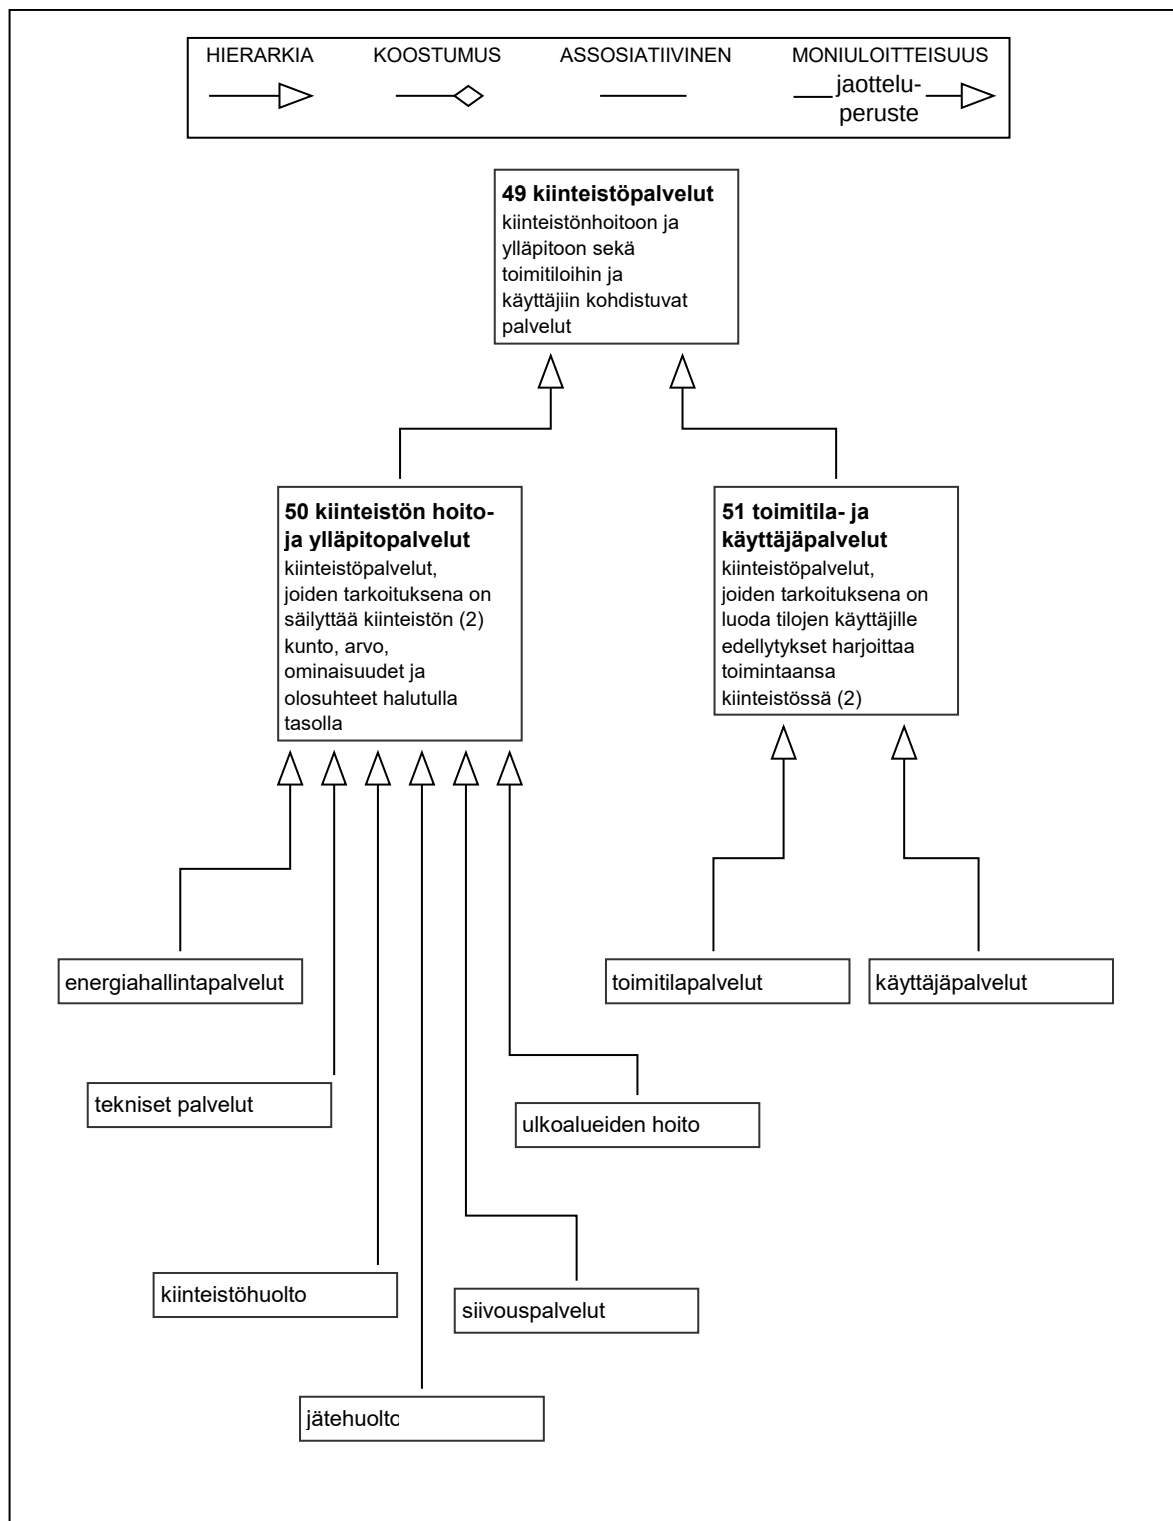 HIERARKIA
KOOSTUMUS
ASSOSIATIIVINEN
MONIULOITTEISUUS
jaottelu-
peruste
49 kiinteistöpalvelut
kiinteistönhoitoon ja
ylläpitoon sekä
toimitiloihin ja
käyttäjiin kohdistuvat
palvelut
50 kiinteistön hoito-
ja ylläpitopalvelut
kiinteistöpalvelut,
joiden tarkoituksena on
säilyttää kiinteistön (2)
kunto, arvo,
ominaisuudet ja
olosuhteet halutulla
tasolla
51 toimitila- ja
käyttäjäpalvelut
kiinteistöpalvelut,
joiden tarkoituksena on
luoda tilojen käyttäjille
edellytykset harjoittaa
toimintaansa
kiinteistössä (2)
energiahallintapalvelut
toimitilapalvelut
käyttäjäpalvelut
tekniset palvelut
ulkoalueiden hoito
kiinteistöhuolto
siivouspalvelut
jätehuolto